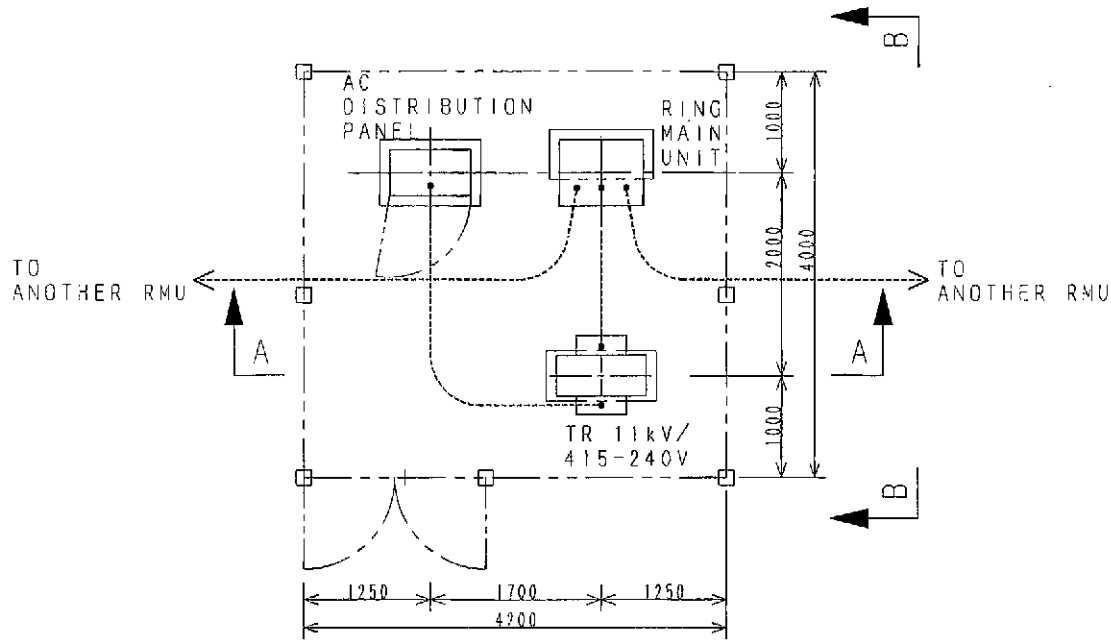 B
AC
DISTRIBUTION
PANEL
RING
MAIN
UNIT
1000
2000
4000
TO
ANOTHER RMU
TO
ANOTHER RMU
A
A
1000
TR 11kV/
415-240V
B
1250
1700
1250
4200